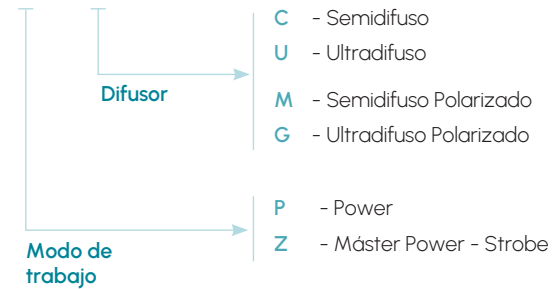 C - Semidifuso
U - Ultradifuso
Difusor
M - Semidifuso Polarizado
G - Ultradifuso Polarizado
P - Power
Z - Máster Power - Strobe
Modo de
trabajo